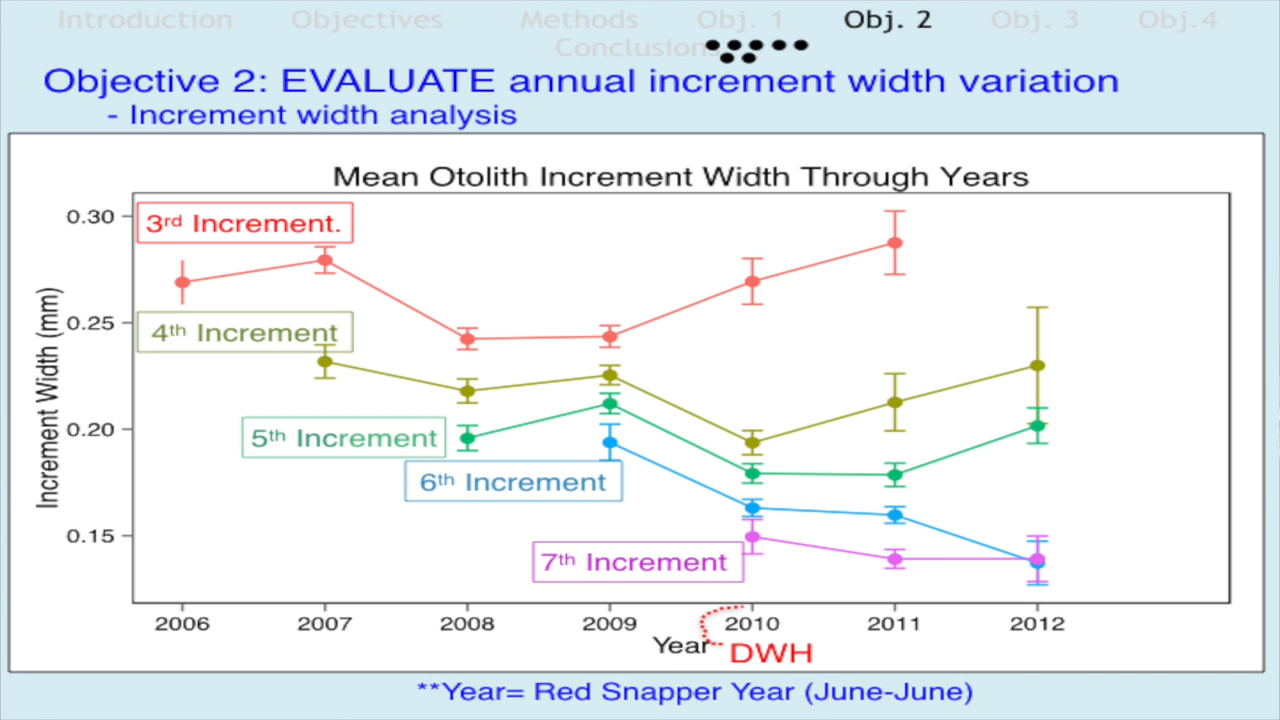 Introduction Objectives Methods Obj. 1 Obj. 2 Obj. 3 Obj.4
Conclusion
Objective 2: EVALUATE annual increment width variation
- Increment width analysis
Mean Otolith Increment Width Through Years
0.30
3rd Increment.
0.25
4th Increment
0.20
5th Increment
6th Increment
0.15
7th Increment
Increment Width (mm)
2006 2007 2008 2009 2010 2011 2012
Year
DWH
**Year= Red Snapper Year (June-June)